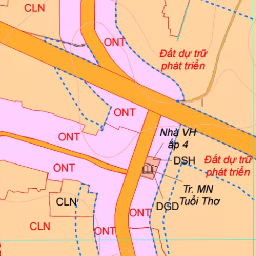 CLN
ONT
Đất dự trữ
phát triển
ONT
Nhà VH
ấp 4
ONT
DSH
Đất dự trữ
phát triển
ONT
Tr. MN
Tuổi Thơ
CLN
DGD
ONT
CLN
ONT